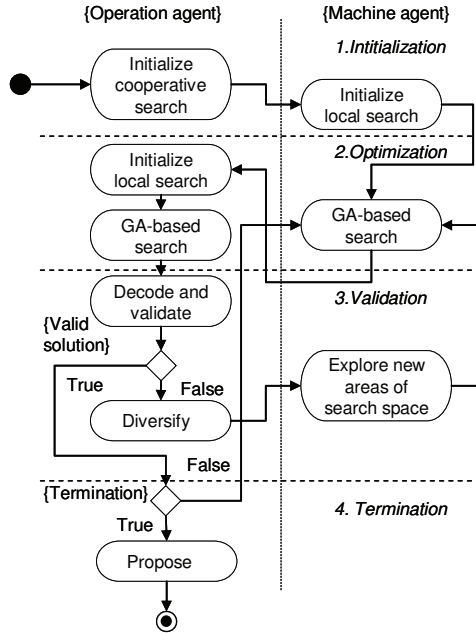 {Operation agent}
{Machine agent}
1.Intitialization
Initialize
cooperative
search
Initialize
local search
2.Optimization
Initialize
local search
GA-based
search
GA-based
search
3.Validation
Decode and
validate
{Valid
solution}
True
False
Explore new
areas of
search space
Diversify
False
{Termination}
4. Termination
True
Propose